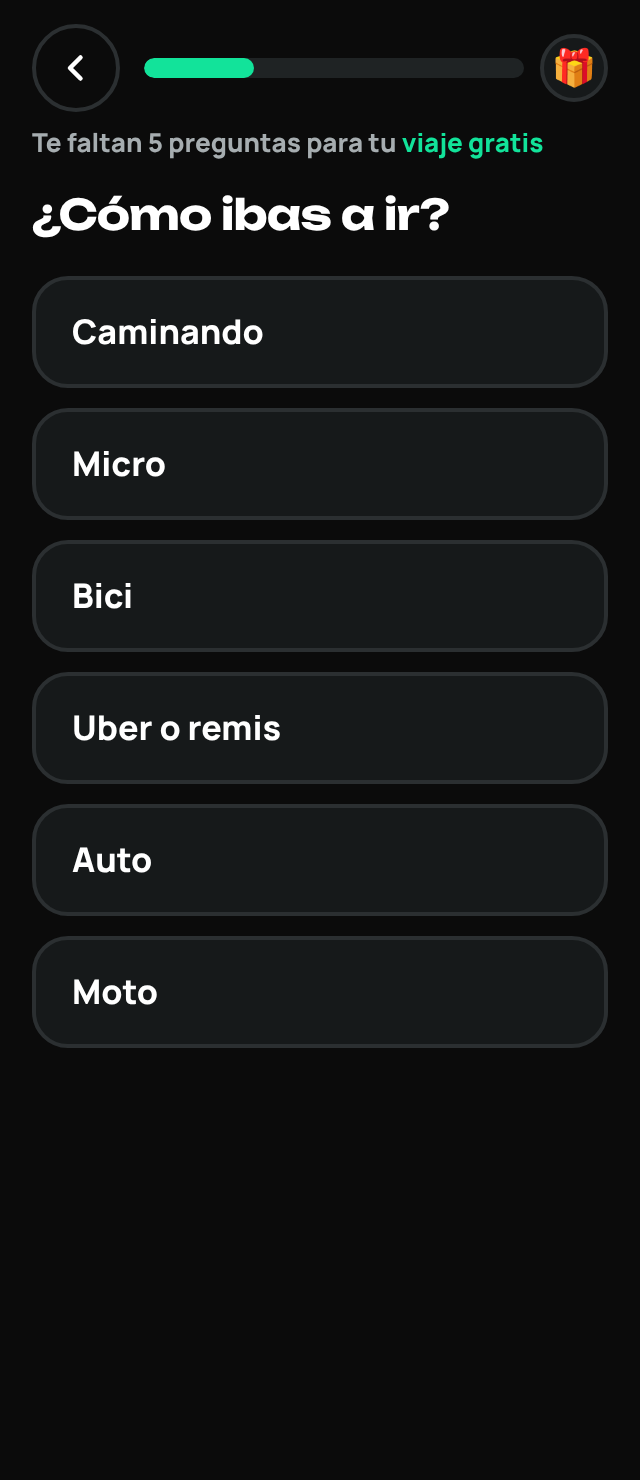 Te faltan 5 preguntas para tu viaje gratis
¿Cómo ibas a ir?
Caminando
Micro
Bici
Uber o remis
Auto
Moto